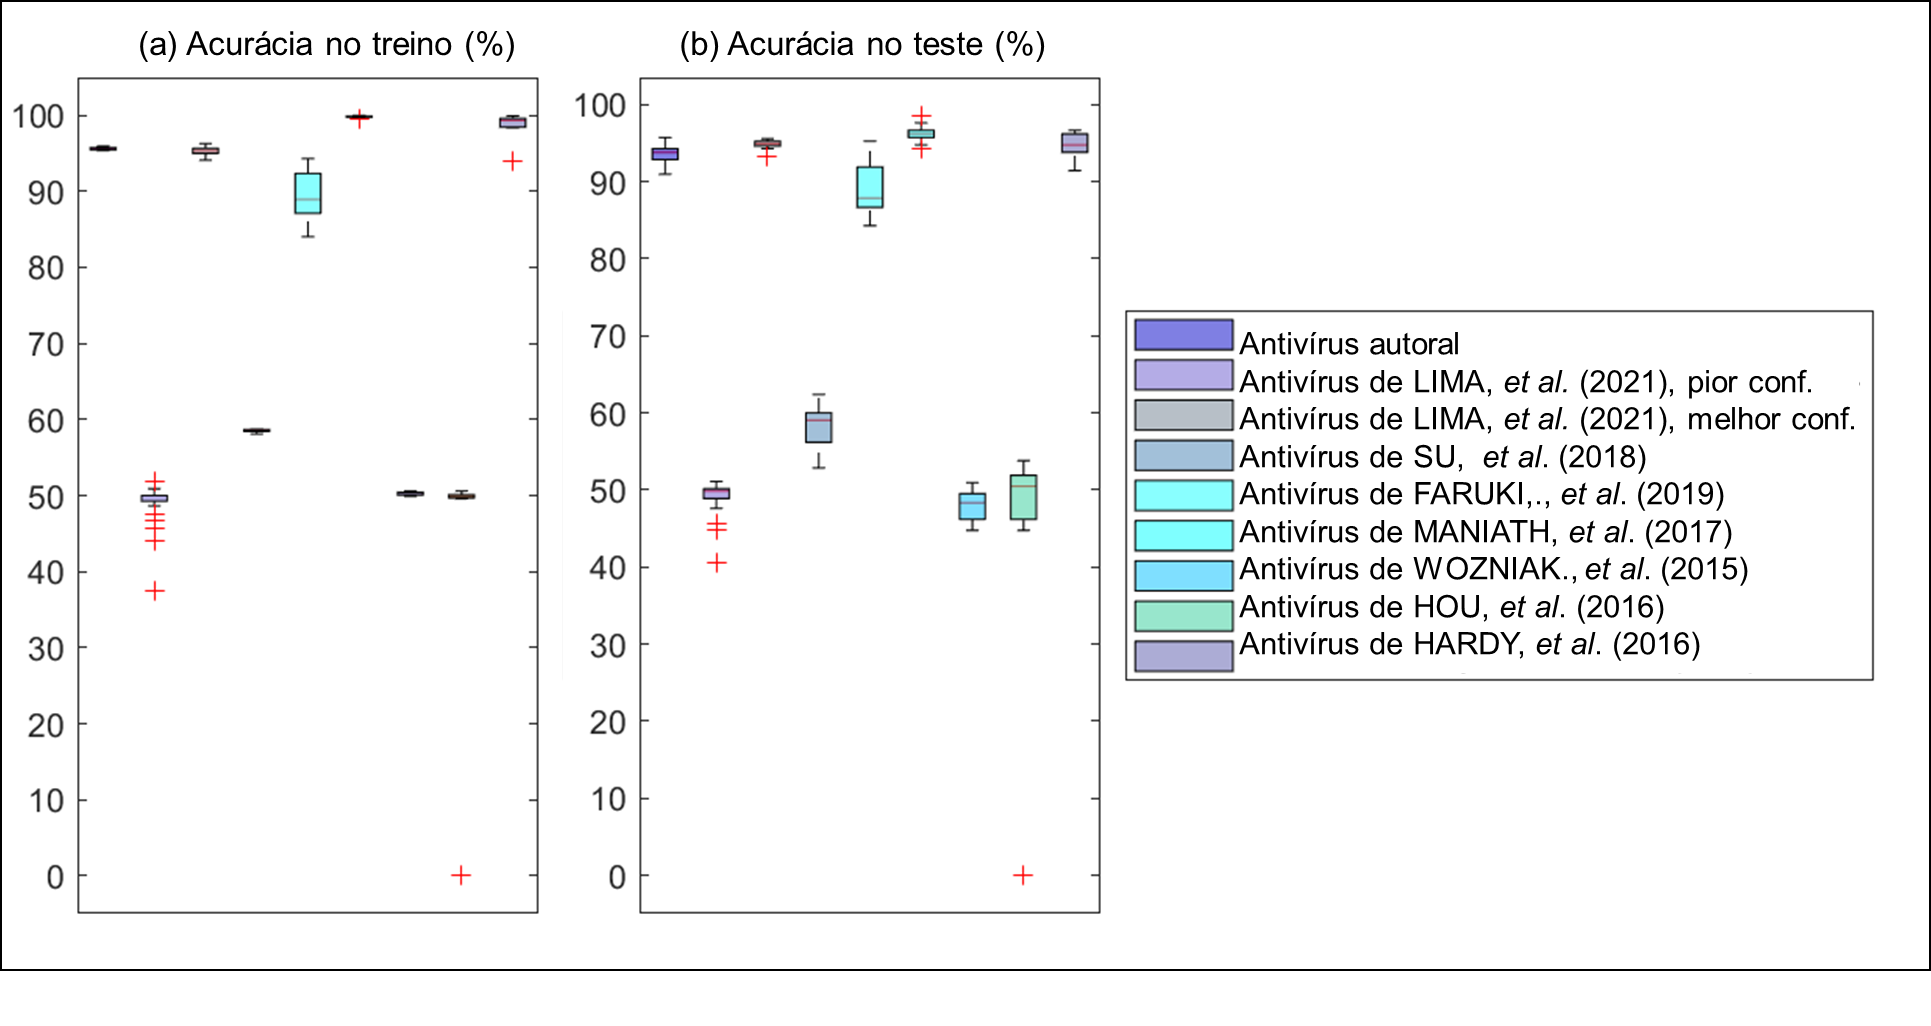 (a) Acurácia no treino (%)
(b) Acurácia no teste (%)
100
90
80
70
60
50
40
30
20
10
0
100
90
80
70
60
50
40
30
20
10
0
Antivírus autoral
Antivírus de LIMA, et al. (2021), pior conf.
Antivírus de LIMA, et al. (2021), melhor conf.
Antivírus de SU, et al. (2018)
Antivírus de FARUKI,., et al. (2019)
Antivírus de MANIATH, et al. (2017)
Antivírus de WOZNIAK., et al. (2015)
Antivírus de HOU, et al. (2016)
Antivírus de HARDY, et al. (2016)